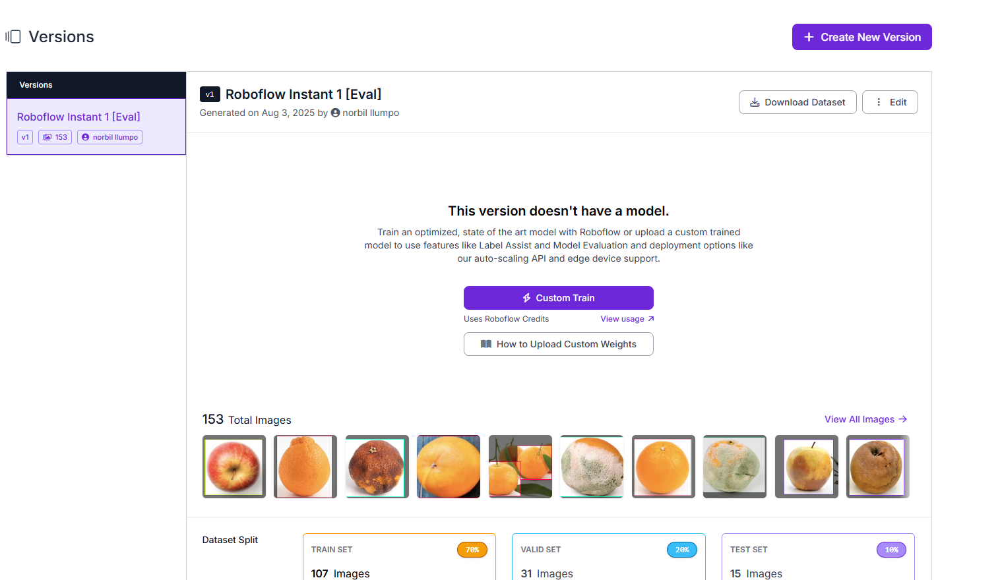 Versions
Create New Version
Versions
Roboflow Instant 1 [Eval]
v1 153 norbil llumpo
v1 Roboflow Instant 1 [Eval]
Generated on Aug 3, 2025 by norbil llumpo
Download Dataset
Edit
This version doesn't have a model.
Train an optimized, state of the art model with Roboflow or upload a custom trained
model to use features like Label Assist and Model Evaluation and deployment options like
our auto-scaling API and edge device support.
Custom Train
Uses Roboflow Credits View usage
How to Upload Custom Weights
153 Total Images
View All Images
Dataset Split
TRAIN SET 70%
107 Images
VALID SET 20%
31 Images
TEST SET 10%
15 Images